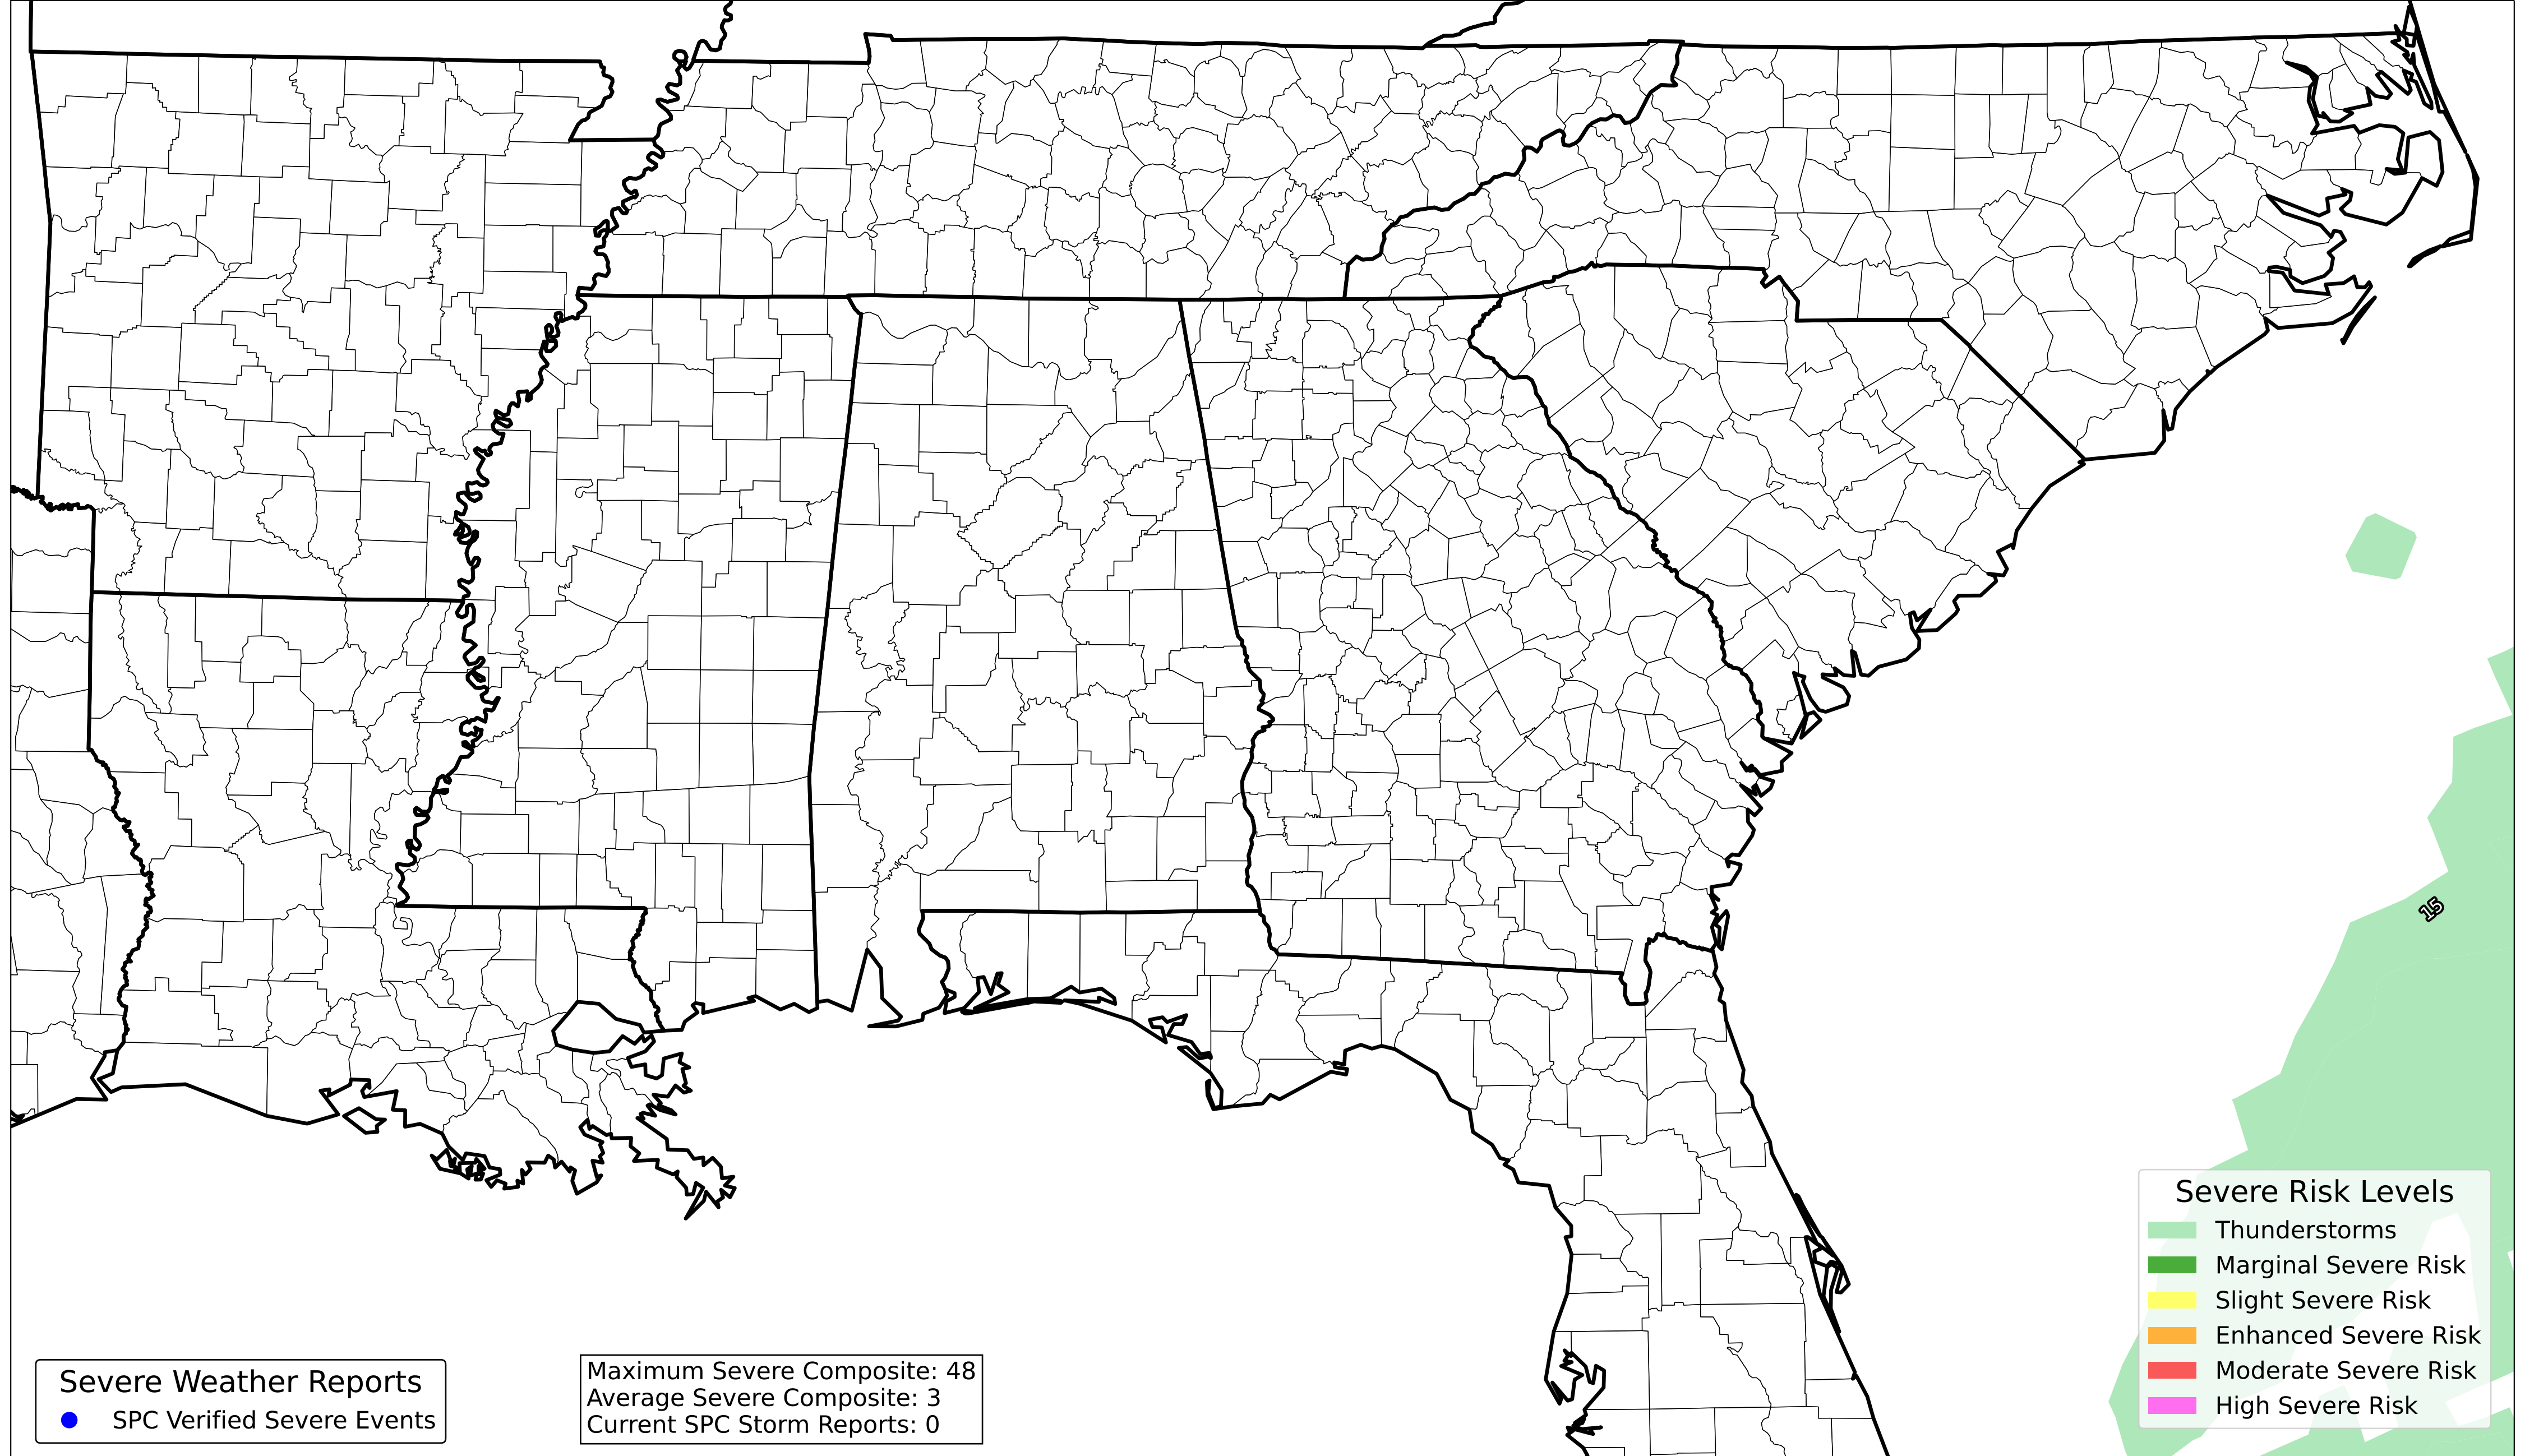 15
Severe Risk Levels
Thunderstorms
Marginal Severe Risk
Slight Severe Risk
Enhanced Severe Risk
Moderate Severe Risk
High Severe Risk
Severe Weather Reports
SPC Verified Severe Events
Maximum Severe Composite: 48
Average Severe Composite: 3
Current SPC Storm Reports: 0